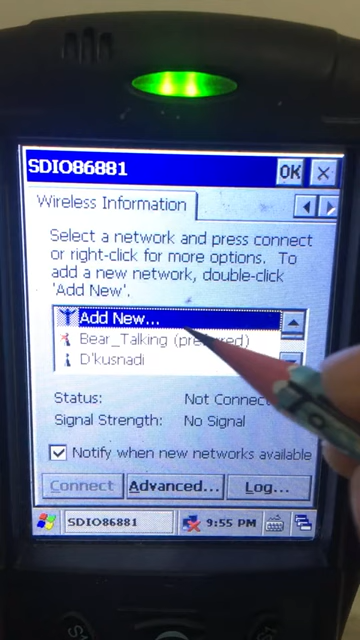 SDIO86881 OK
Wireless Information
Select a network and press connect
or right-click for more options. To
add a new network, double-click
'Add New'.
Add New...
Bear_Talking (preferred)
D'kusnadi
Status: Not Connect
Signal Strength: No Signal
Notify when new networks available
Connect Advanced... Log...
SDIO86881 9:55 PM